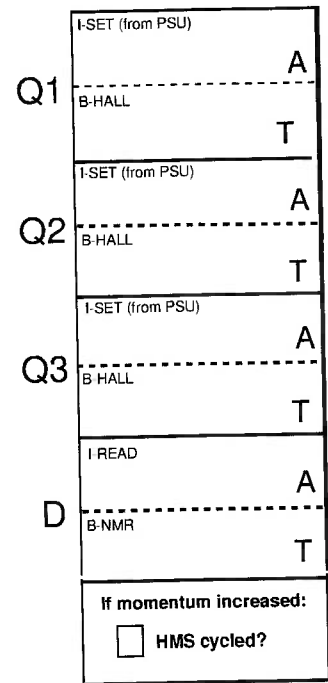 I-SET (from PSU)
A
Q1
B-HALL
T
I-SET (from PSU)
A
Q2
B-HALL
T
I-SET (from PSU)
A
Q3
B-HALL
T
I-READ
A
D
B-NMR
T
If momentum increased:
HMS cycled?